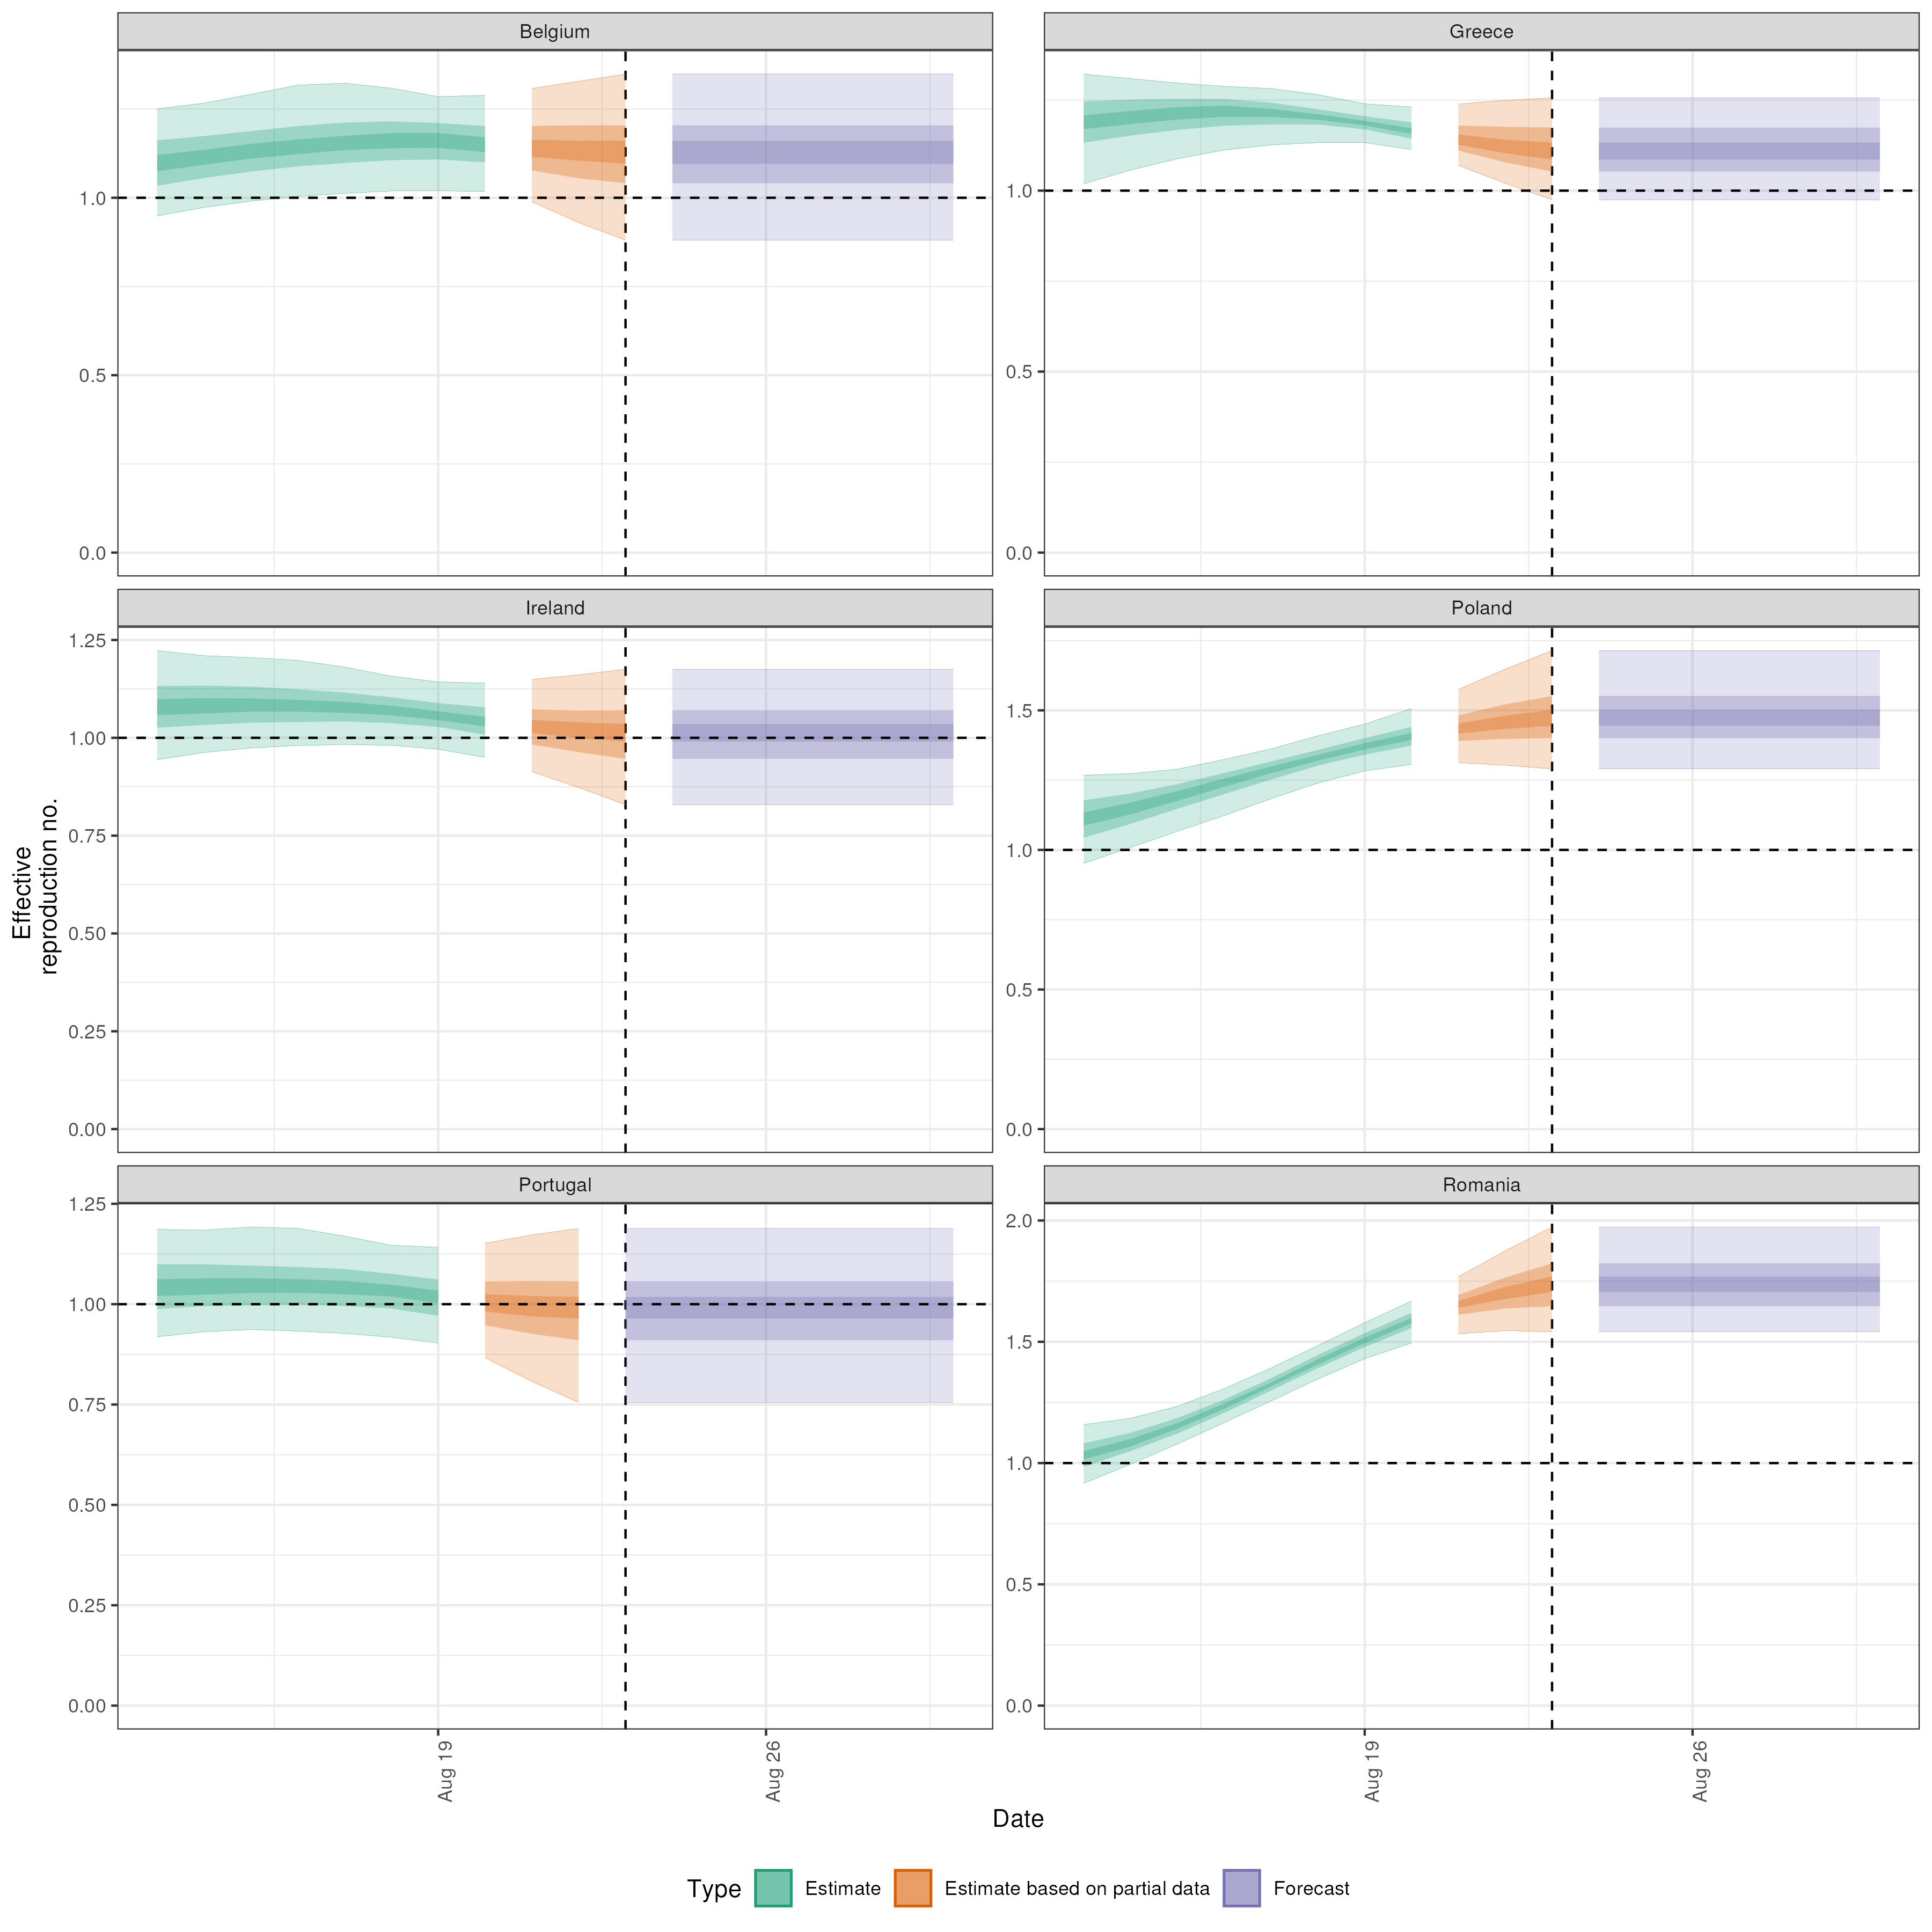 Belgium
Greece
1.0
0.5
0.0
1.0
0.5
0.0
Ireland
Poland
1.25
1.00
0.75
0.50
0.25
0.00
1.5
1.0
0.5
0.0
Portugal
Romania
1.25
1.00
0.75
0.50
0.25
0.00
2.0
1.5
1.0
0.5
0.0
Effective
reproduction no.
Aug 19
Aug 26
Aug 19
Aug 26
Date
Type Estimate Estimate based on partial data Forecast